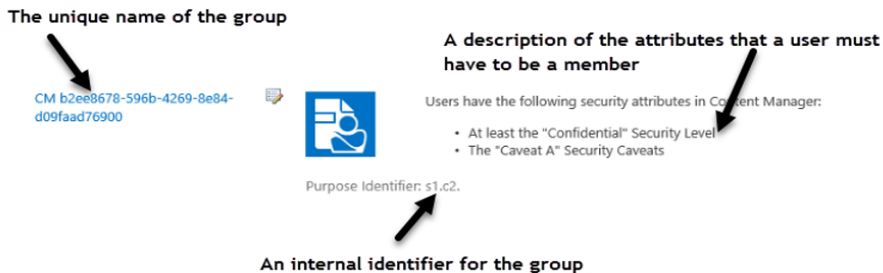 The unique name of the group
A description of the attributes that a user must
have to be a member
CM b2ee8678-596b-4269-8e84-
d09faad76900
Users have the following security attributes in Content Manager:
• At least the "Confidential" Security Level
• The "Caveat A" Security Caveats
Purpose Identifier: s1.c2.
An internal identifier for the group